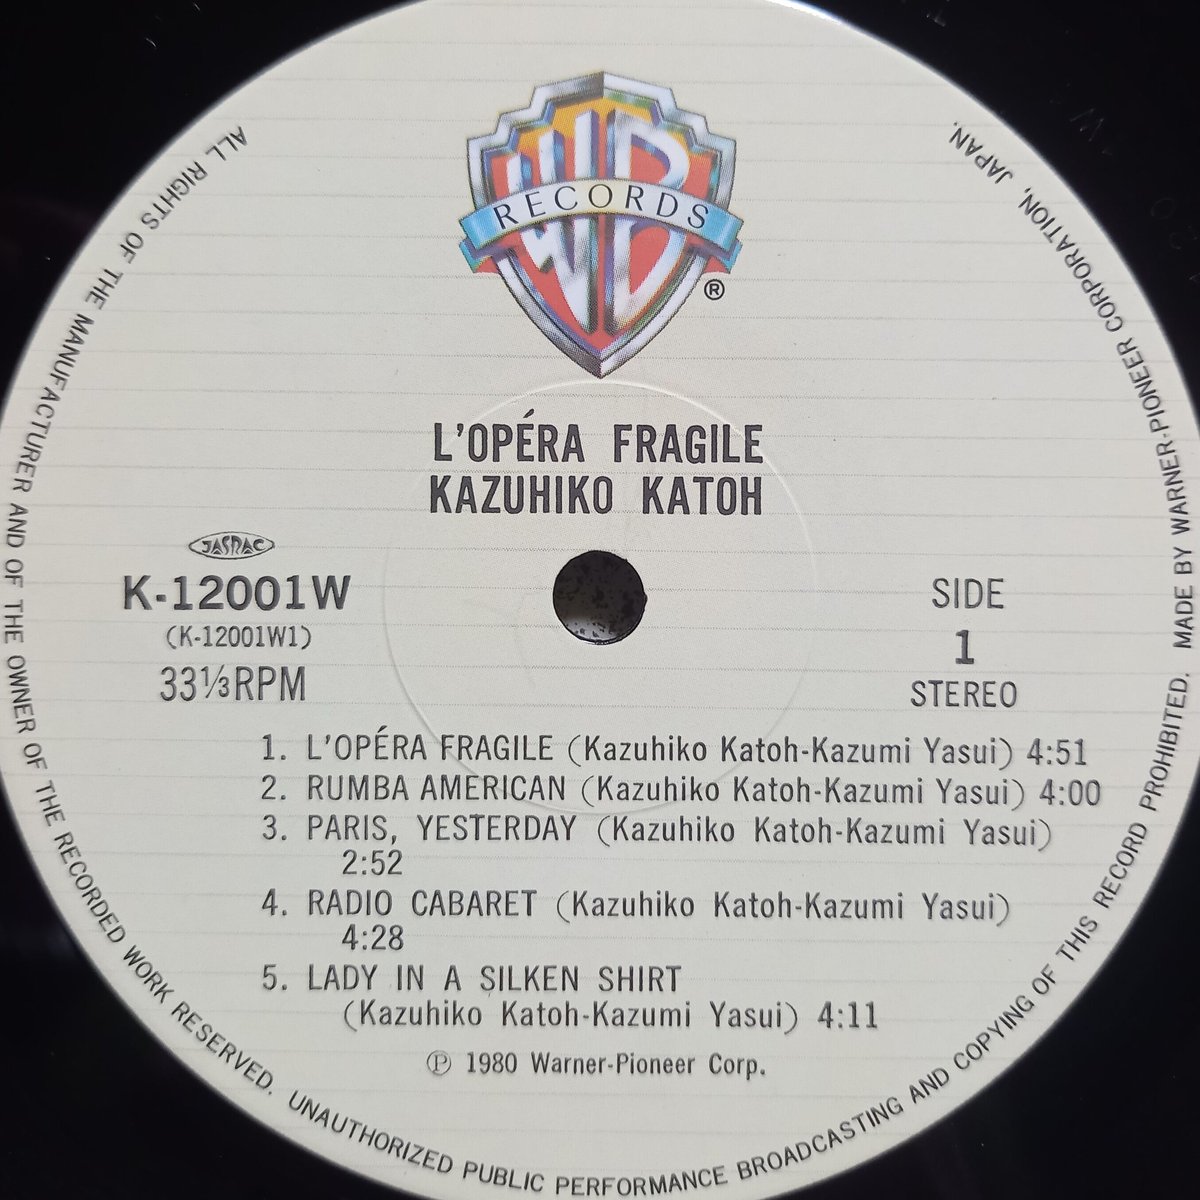 WB
RECORDS
®
L'OPÉRA FRAGILE
KAZUHIKO KATOH
JASRAC
K-12001W
(K-12001W1)
33⅓RPM
SIDE
1
STEREO
1. L'OPÉRA FRAGILE (Kazuhiko Katoh-Kazumi Yasui) 4:51
2. RUMBA AMERICAN (Kazuhiko Katoh-Kazumi Yasui) 4:00
3. PARIS, YESTERDAY (Kazuhiko Katoh-Kazumi Yasui)
2:52
4. RADIO CABARET (Kazuhiko Katoh-Kazumi Yasui)
4:28
5. LADY IN A SILKEN SHIRT
(Kazuhiko Katoh-Kazumi Yasui) 4:11
Ⓟ 1980 Warner-Pioneer Corp.
ALL RIGHTS OF THE MANUFACTURER AND OF THE OWNER OF THE RECORDED WORK RESERVED. UNAUTHORIZED PUBLIC PERFORMANCE BROADCASTING AND COPYING OF THIS RECORD PROHIBITED. MADE BY WARNER-PIONEER CORPORATION, JAPAN.